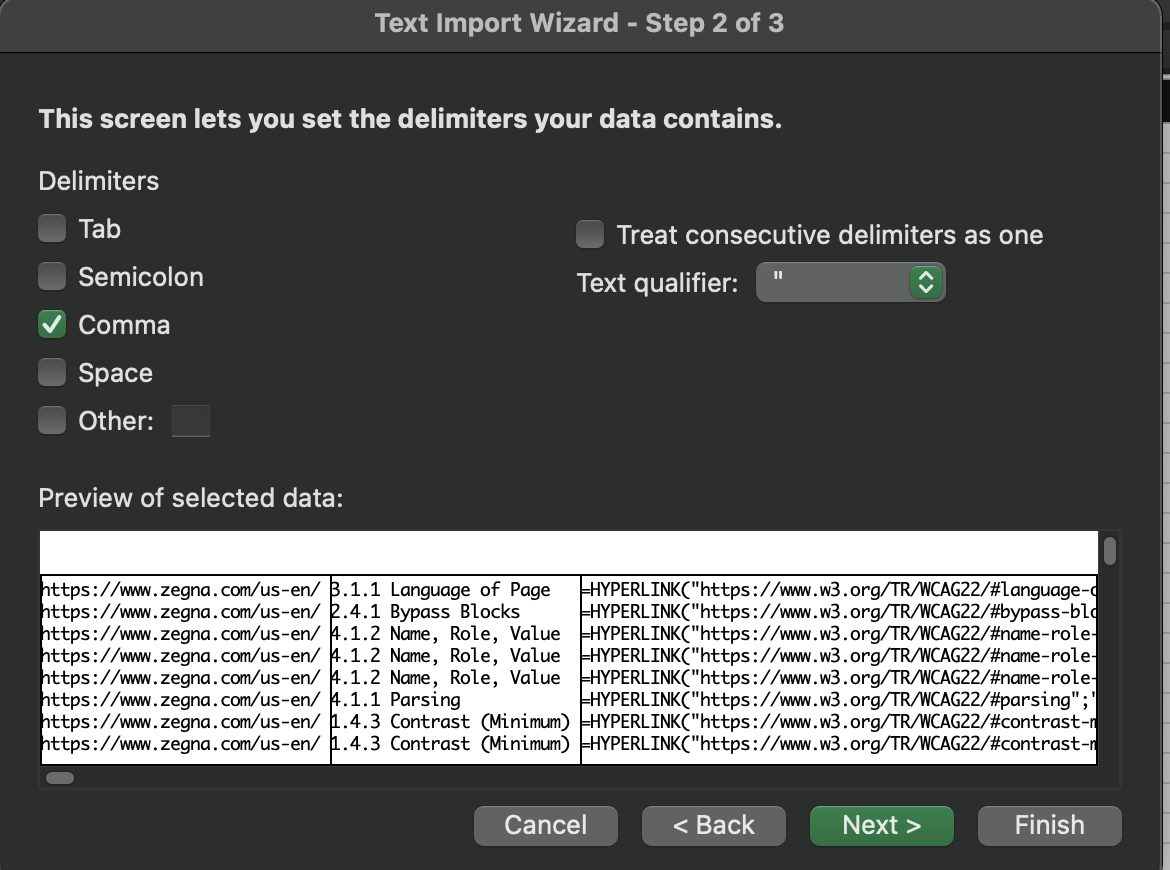 Text Import Wizard - Step 2 of 3
This screen lets you set the delimiters your data contains.
Delimiters
Tab
Semicolon
Comma
Space
Other:
Treat consecutive delimiters as one
Text qualifier: "
Preview of selected data:
https://www.zegna.com/us-en/ 3.1.1 Language of Page =HYPERLINK("https://www.w3.org/TR/WCAG22/#language-o
https://www.zegna.com/us-en/ 2.4.1 Bypass Blocks =HYPERLINK("https://www.w3.org/TR/WCAG22/#bypass-blo
https://www.zegna.com/us-en/ 4.1.2 Name, Role, Value =HYPERLINK("https://www.w3.org/TR/WCAG22/#name-role-
https://www.zegna.com/us-en/ 4.1.2 Name, Role, Value =HYPERLINK("https://www.w3.org/TR/WCAG22/#name-role-
https://www.zegna.com/us-en/ 4.1.2 Name, Role, Value =HYPERLINK("https://www.w3.org/TR/WCAG22/#name-role-
https://www.zegna.com/us-en/ 4.1.1 Parsing =HYPERLINK("https://www.w3.org/TR/WCAG22/#parsing";"
https://www.zegna.com/us-en/ 1.4.3 Contrast (Minimum) =HYPERLINK("https://www.w3.org/TR/WCAG22/#contrast-m
https://www.zegna.com/us-en/ 1.4.3 Contrast (Minimum) =HYPERLINK("https://www.w3.org/TR/WCAG22/#contrast-m
Cancel
< Back
Next >
Finish